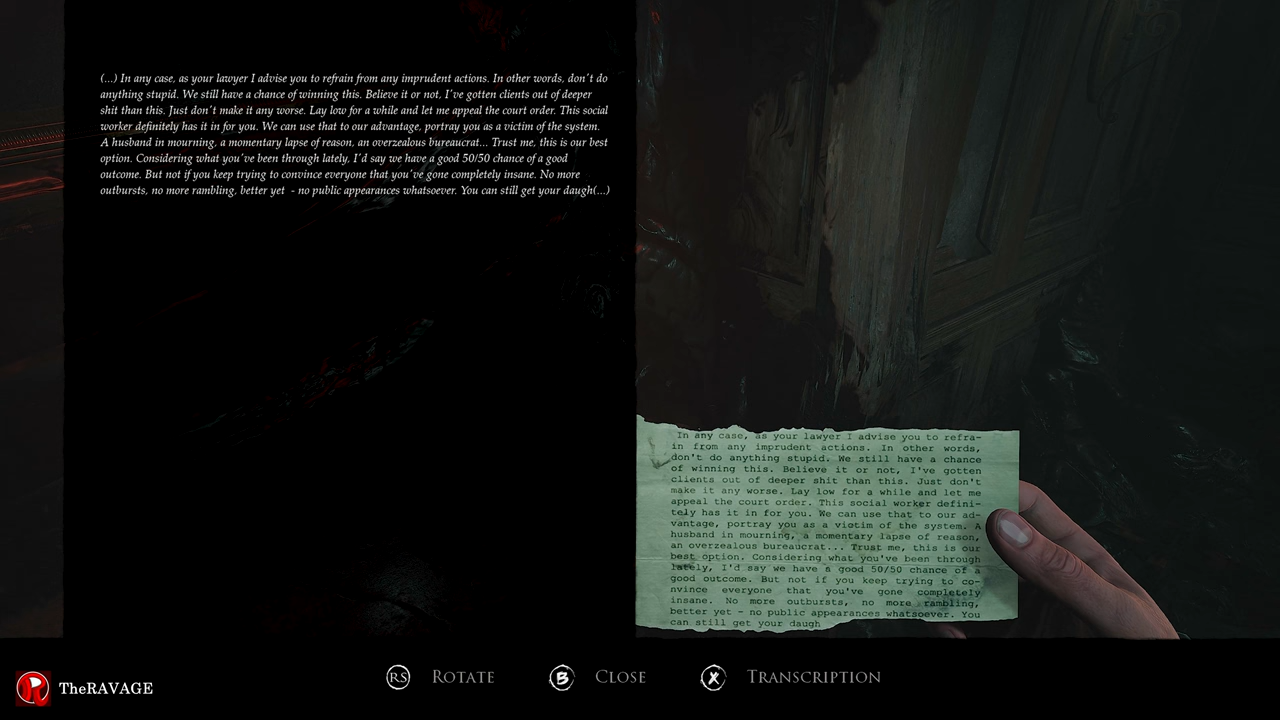 (...) In any case, as your lawyer I advise you to refrain from any imprudent actions. In other words, don't do
anything stupid. We still have a chance of winning this. Believe it or not, I've gotten clients out of deeper
shit than this. Just don't make it any worse. Lay low for a while and let me appeal the court order. This social
worker definitely has it in for you. We can use that to our advantage, portray you as a victim of the system.
A husband in mourning, a momentary lapse of reason, an overzealous bureaucrat... Trust me, this is our best
option. Considering what you've been through lately, I'd say we have a good 50/50 chance of a good
outcome. But not if you keep trying to convince everyone that you've gone completely insane. No more
outbursts, no more rambling, better yet - no public appearances whatsoever. You can still get your daugh(...)
In any case, as your lawyer I advise you to refra-
in from any imprudent actions. In other words,
don't do anything stupid. We still have a chance
of winning this. Believe it or not, I've gotten
clients out of deeper shit than this. Just don't
make it any worse. Lay low for a while and let me
appeal the court order. This social worker defini-
tely has it in for you. We can use that to our ad-
vantage, portray you as a victim of the system. A
husband in mourning, a momentary lapse of reason,
an overzealous bureaucrat... Trust me, this is our
best option. Considering what you've been through
lately, I'd say we have a good 50/50 chance of a
good outcome. But not if you keep trying to co-
nvince everyone that you've gone completely
insane. No more outbursts, no more rambling,
better yet - no public appearances whatsoever. You
can still get your daugh
RS ROTATE B CLOSE X TRANSCRIPTION
TheRAVAGE